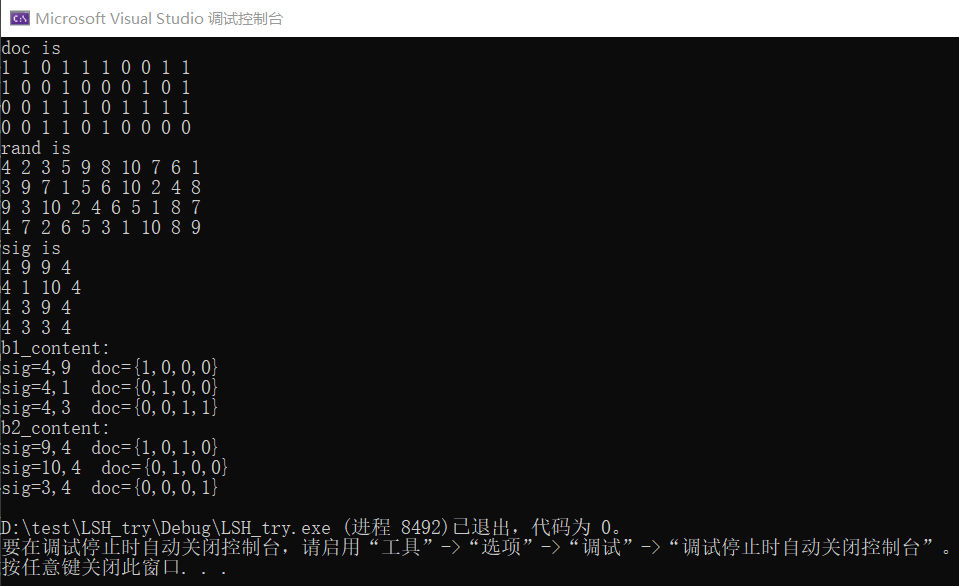 Microsoft Visual Studio 调试控制台
doc is
1 1 0 1 1 1 0 0 1 1
1 0 0 1 0 0 0 1 0 1
0 0 1 1 1 0 1 1 1 1
0 0 1 1 0 1 0 0 0 0
rand is
4 2 3 5 9 8 10 7 6 1
3 9 7 1 5 6 10 2 4 8
9 3 10 2 4 6 5 1 8 7
4 7 2 6 5 3 1 10 8 9
sig is
4 9 9 4
4 1 10 4
4 3 9 4
4 3 3 4
b1_content:
sig=4,9  doc={1,0,0,0}
sig=4,1  doc={0,1,0,0}
sig=4,3  doc={0,0,1,1}
b2_content:
sig=9,4  doc={1,0,1,0}
sig=10,4  doc={0,1,0,0}
sig=3,4  doc={0,0,0,1}
D:\test\LSH_try\Debug\LSH_try.exe (进程 8492)已退出，代码为 0。
要在调试停止时自动关闭控制台，请启用“工具”->“选项”->“调试”->“调试停止时自动关闭控制台”。
按任意键关闭此窗口. . .